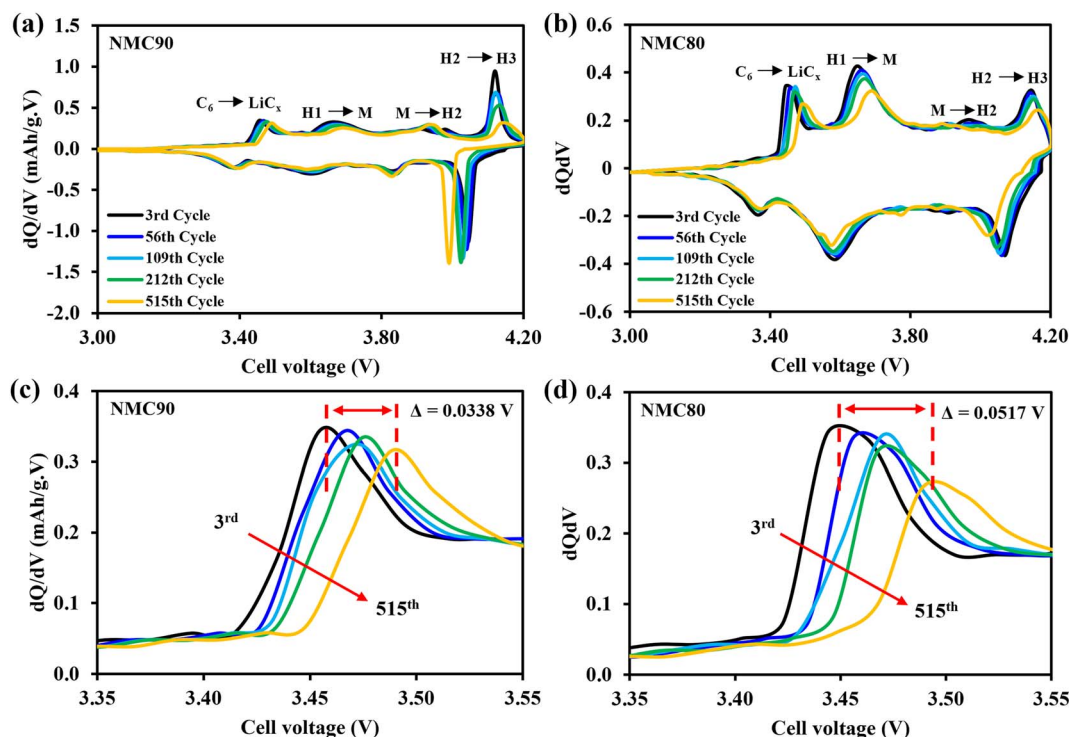 (a)
NMC90
H2 → H3
C₆ → LiCₓ
H1 → M
M → H2
1.5
1.0
0.5
0.0
-0.5
-1.0
-1.5
-2.0
dQ/dV (mAh/g.V)
3rd Cycle
56th Cycle
109th Cycle
212th Cycle
515th Cycle
3.00
3.40
3.80
4.20
Cell voltage (V)
(b)
NMC80
H1 → M
C₆ → LiCₓ
H2 → H3
M → H2
0.6
0.4
0.2
0
-0.2
-0.4
-0.6
dQdV
3rd Cycle
56th Cycle
109th Cycle
212th Cycle
515th Cycle
3.00
3.40
3.80
4.20
Cell voltage (V)
(c)
NMC90
Δ = 0.0338 V
0.4
0.3
0.2
0.1
0.0
dQ/dV (mAh/g.V)
3ʳᵈ
515ᵗʰ
3.35
3.40
3.45
3.50
3.55
Cell voltage (V)
(d)
NMC80
Δ = 0.0517 V
0.4
0.3
0.2
0.1
0.0
dQdV
3ʳᵈ
515ᵗʰ
3.35
3.40
3.45
3.50
3.55
Cell voltage (V)